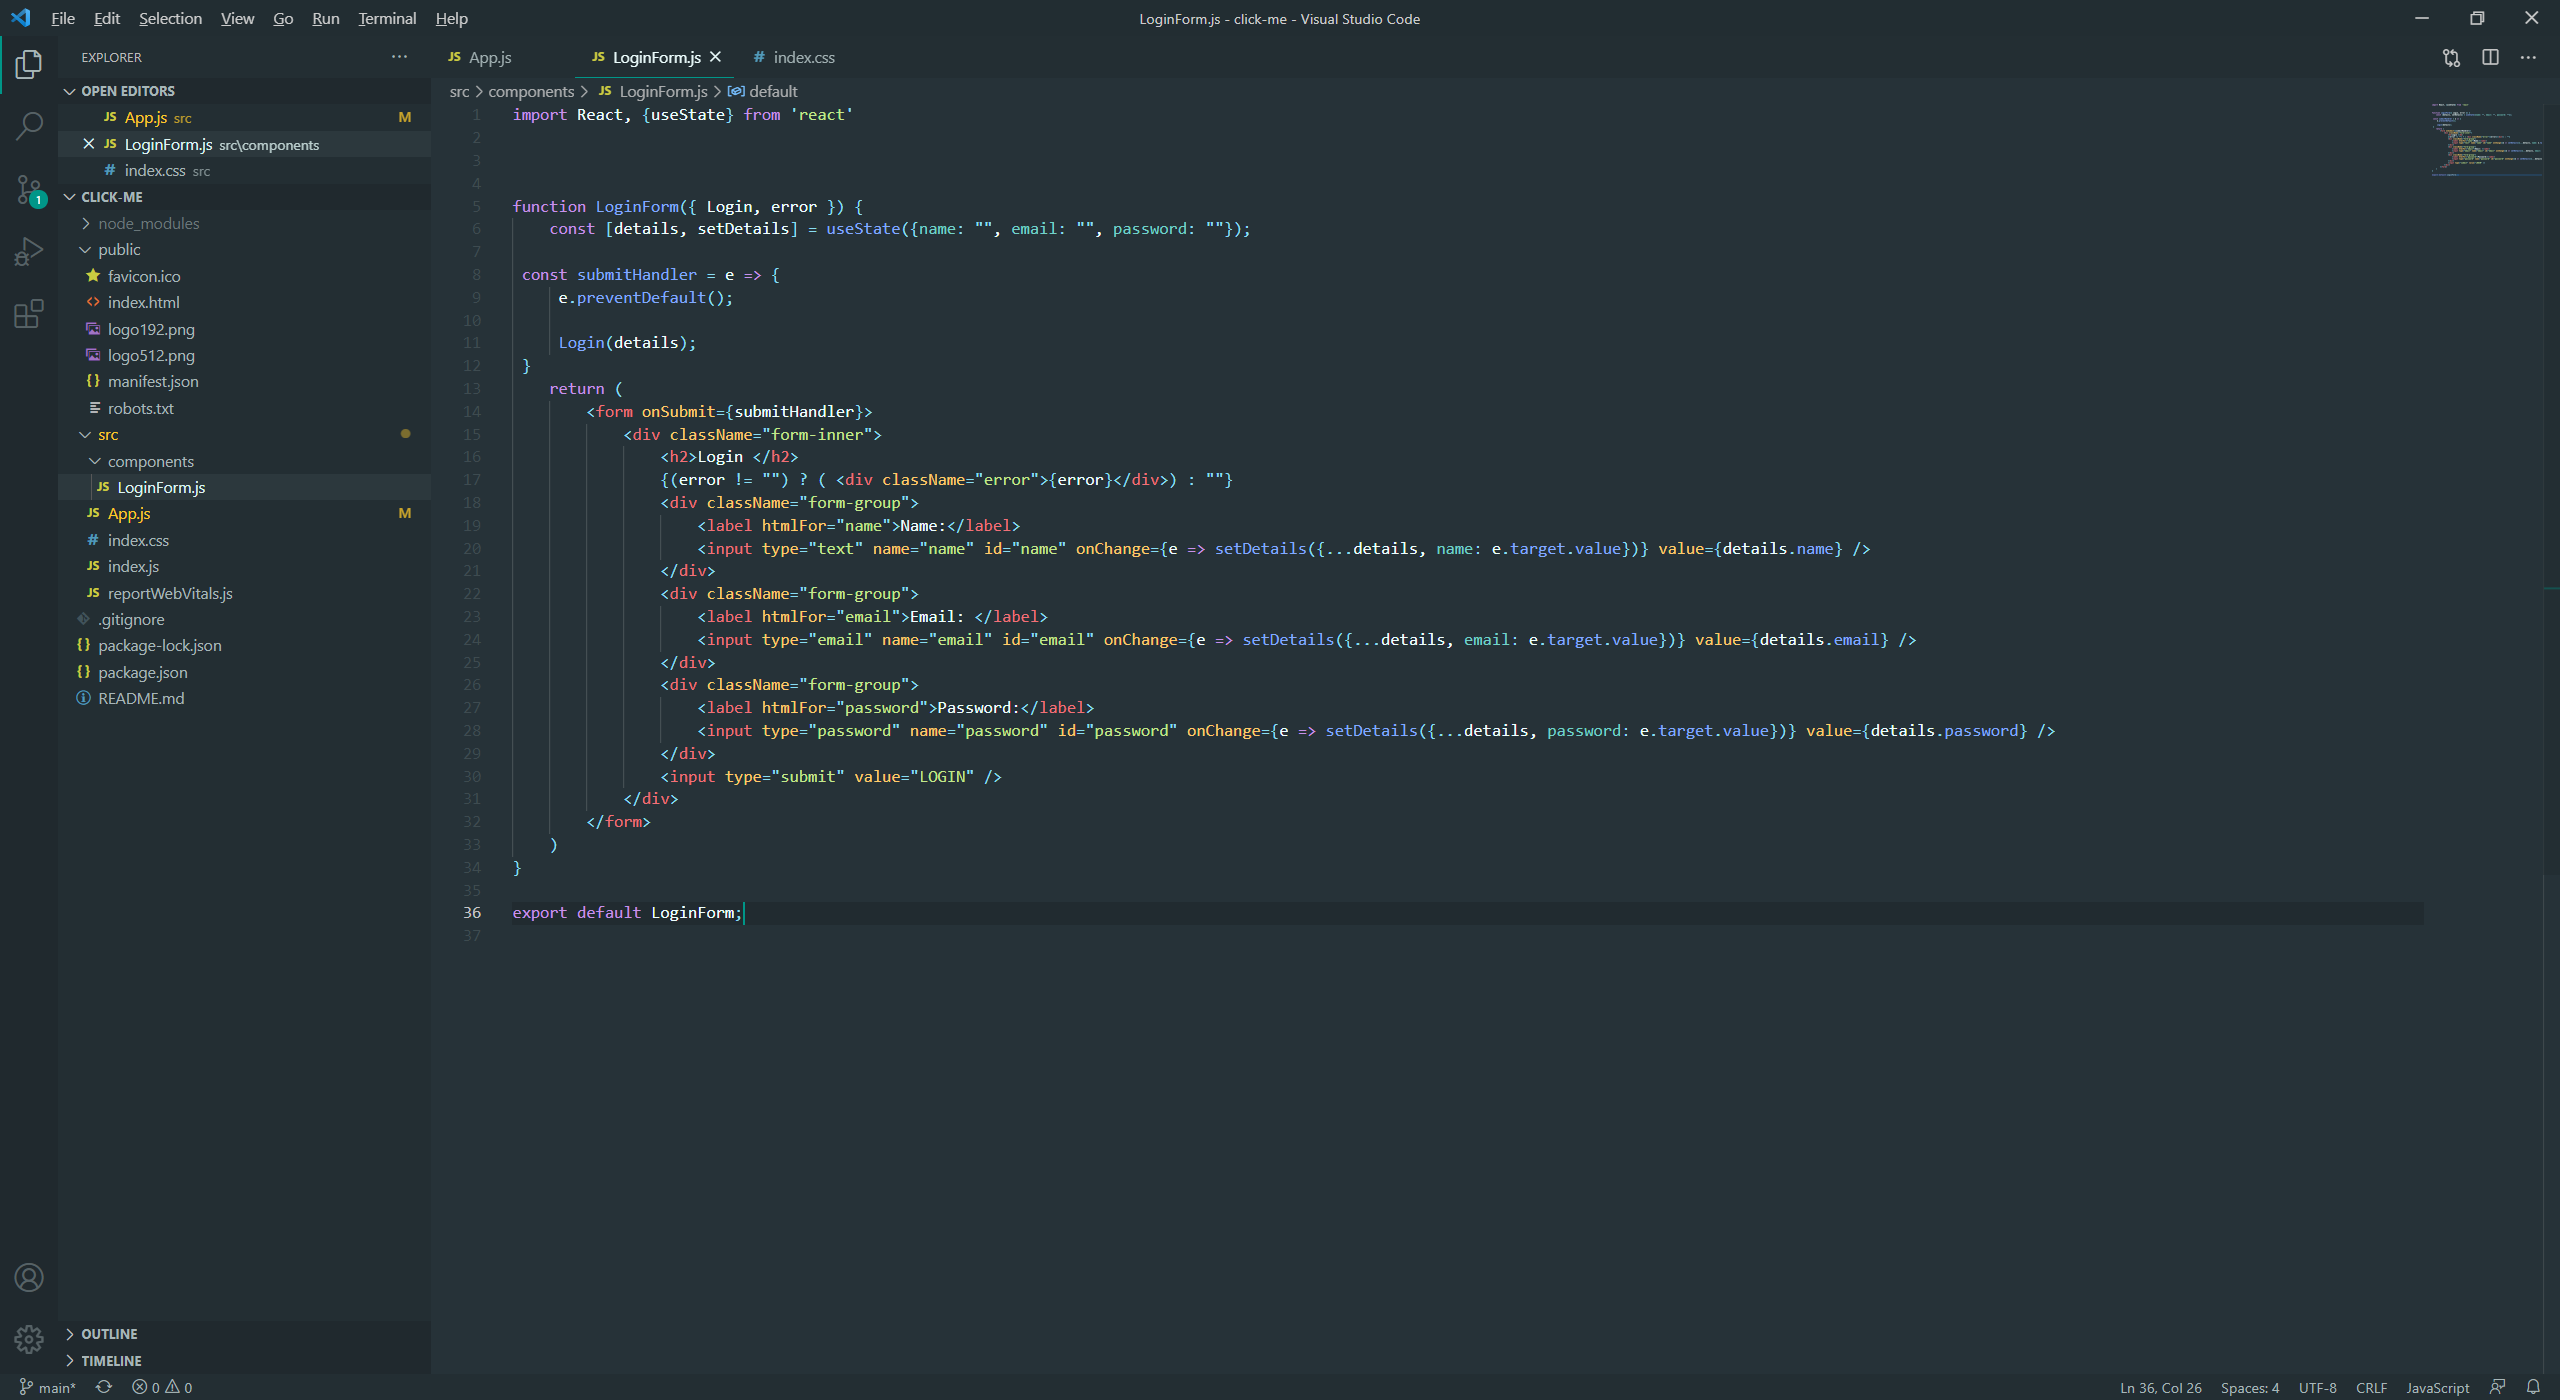 File Edit Selection View Go Run Terminal Help
LoginForm.js - click-me - Visual Studio Code
EXPLORER
OPEN EDITORS
JS App.js src M
JS LoginForm.js src\components
# index.css src
CLICK-ME
node_modules
public
favicon.ico
index.html
logo192.png
logo512.png
manifest.json
robots.txt
src
components
JS LoginForm.js
JS App.js M
# index.css
JS index.js
JS reportWebVitals.js
.gitignore
{} package-lock.json
{} package.json
README.md
1
OUTLINE
TIMELINE
JS App.js JS LoginForm.js # index.css
src > components > JS LoginForm.js > default
1 import React, {useState} from 'react'
2
3
4
5 function LoginForm({ Login, error }) {
6 const [details, setDetails] = useState({name: "", email: "", password: ""});
7
8 const submitHandler = e => {
9 e.preventDefault();
10
11 Login(details);
12 }
13 return (
14 <form onSubmit={submitHandler}>
15 <div className="form-inner">
16 <h2>Login </h2>
17 {(error != "") ? ( <div className="error">{error}</div>) : ""}
18 <div className="form-group">
19 <label htmlFor="name">Name:</label>
20 <input type="text" name="name" id="name" onChange={e => setDetails({...details, name: e.target.value})} value={details.name} />
21 </div>
22 <div className="form-group">
23 <label htmlFor="email">Email: </label>
24 <input type="email" name="email" id="email" onChange={e => setDetails({...details, email: e.target.value})} value={details.email} />
25 </div>
26 <div className="form-group">
27 <label htmlFor="password">Password:</label>
28 <input type="password" name="password" id="password" onChange={e => setDetails({...details, password: e.target.value})} value={details.password} />
29 </div>
30 <input type="submit" value="LOGIN" />
31 </div>
32 </form>
33 )
34 }
35
36 export default LoginForm;
37
main* 0 0
Ln 36, Col 26 Spaces: 4 UTF-8 CRLF JavaScript